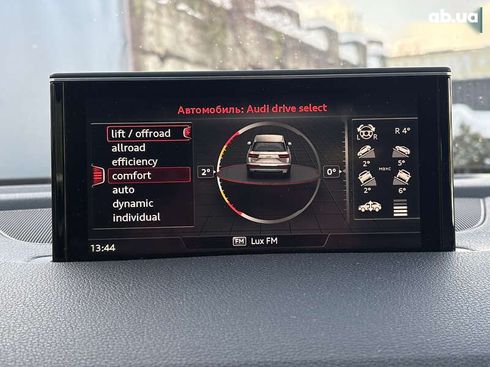 ab.ua
Автомобиль: Audi drive select
lift / offroad
allroad
efficiency
comfort
auto
dynamic
individual
2° 0°
L R R 4°
2° 5°
макс
2° 6°
13:44
FM Lux FM